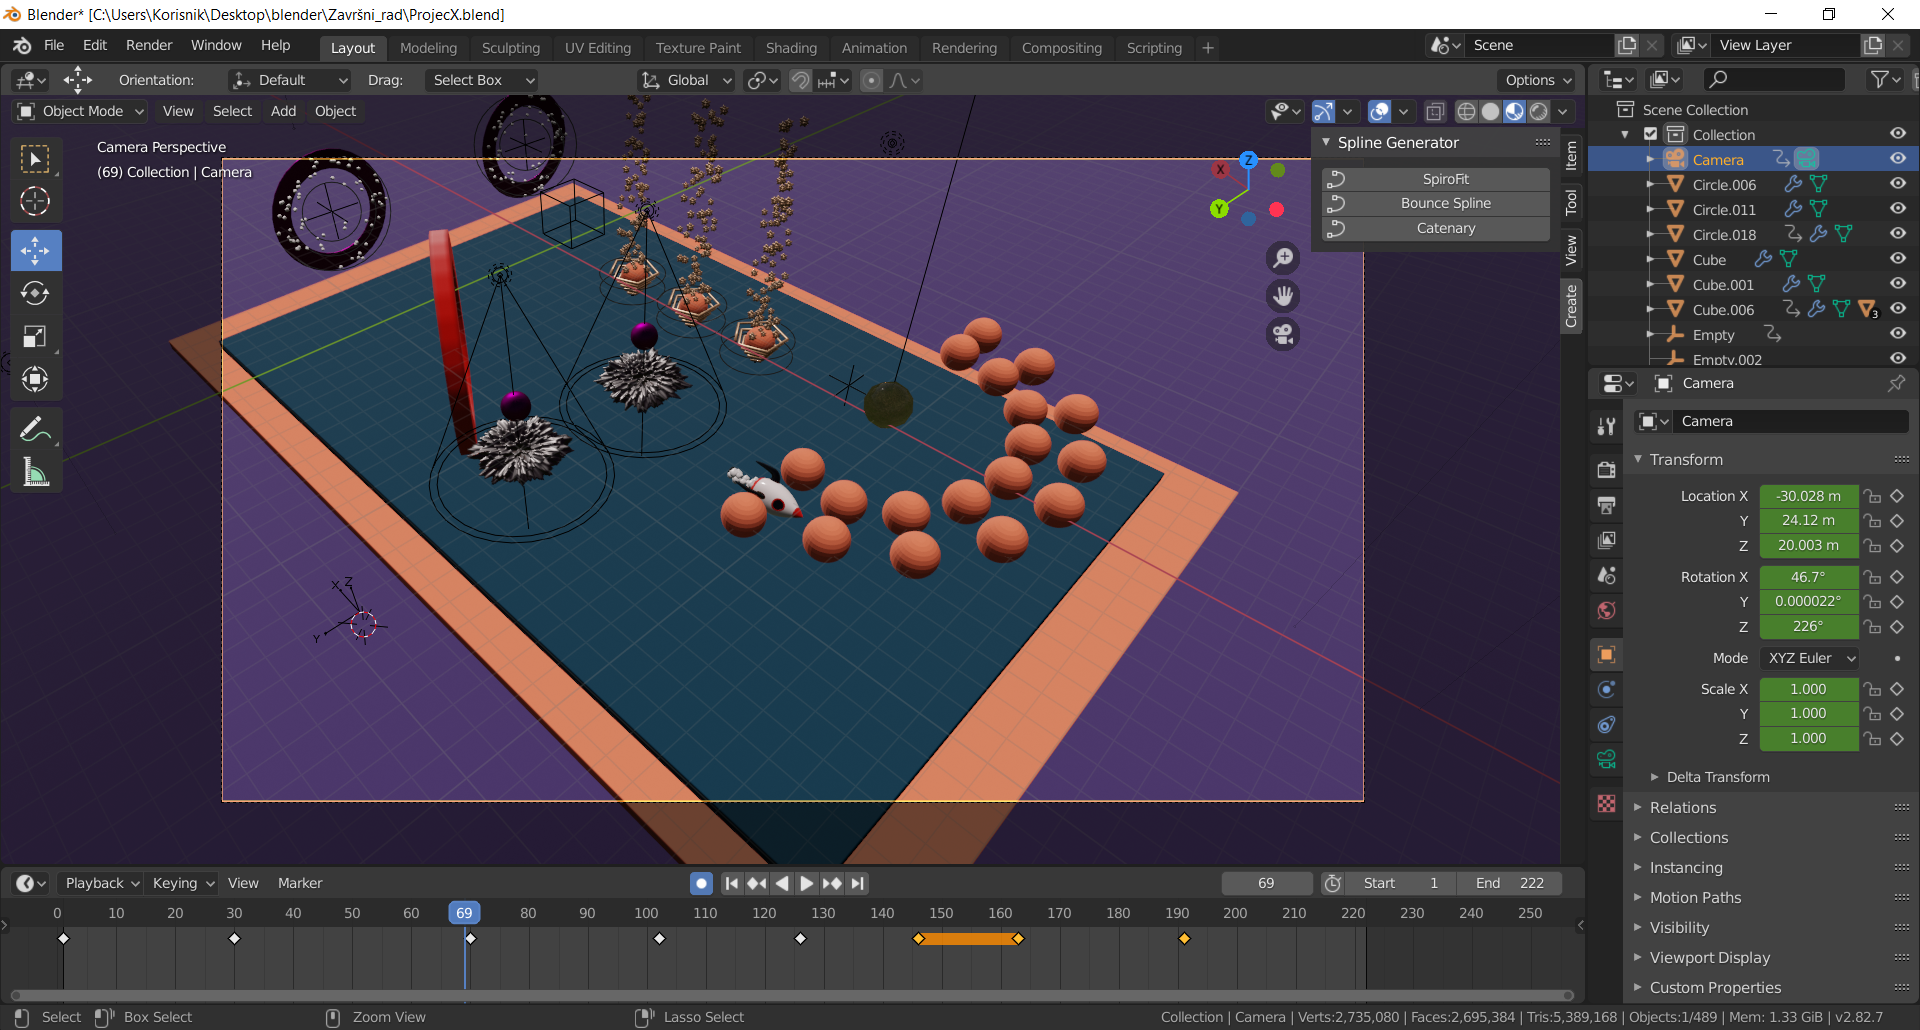 Blender* [C:\Users\Korisnik\Desktop\blender\Završni_rad\ProjecX.blend]
File Edit Render Window Help Layout Modeling Sculpting UV Editing Texture Paint Shading Animation Rendering Compositing Scripting + Scene View Layer
Orientation: Default Drag: Select Box Global Options
Object Mode View Select Add Object
Camera Perspective
(69) Collection | Camera
X Z
Y
X Z
Y
Spline Generator
SpiroFit
Bounce Spline
Catenary
Item
Tool
View
Create
Scene Collection
Collection
Camera
Circle.006
Circle.011
Circle.018
Cube
Cube.001
Cube.006 3
Empty
Empty.002
Camera
Camera
Transform
Location X -30.028 m
Y 24.12 m
Z 20.003 m
Rotation X 46.7°
Y 0.000022°
Z 226°
Mode XYZ Euler
Scale X 1.000
Y 1.000
Z 1.000
Delta Transform
Relations
Collections
Instancing
Motion Paths
Visibility
Viewport Display
Custom Properties
Playback Keying View Marker 69 Start 1 End 222
0 10 20 30 40 50 60 69 80 90 100 110 120 130 140 150 160 170 180 190 200 210 220 230 240 250
Select Box Select Zoom View Lasso Select Collection | Camera | Verts:2,735,080 | Faces:2,695,384 | Tris:5,389,168 | Objects:1/489 | Mem: 1.33 GiB | v2.82.7